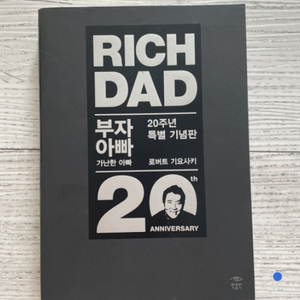 RICH
DAD
부자
아빠
가난한 아빠
20주년
특별 기념판
로버트 기요사키
20th
ANNIVERSARY